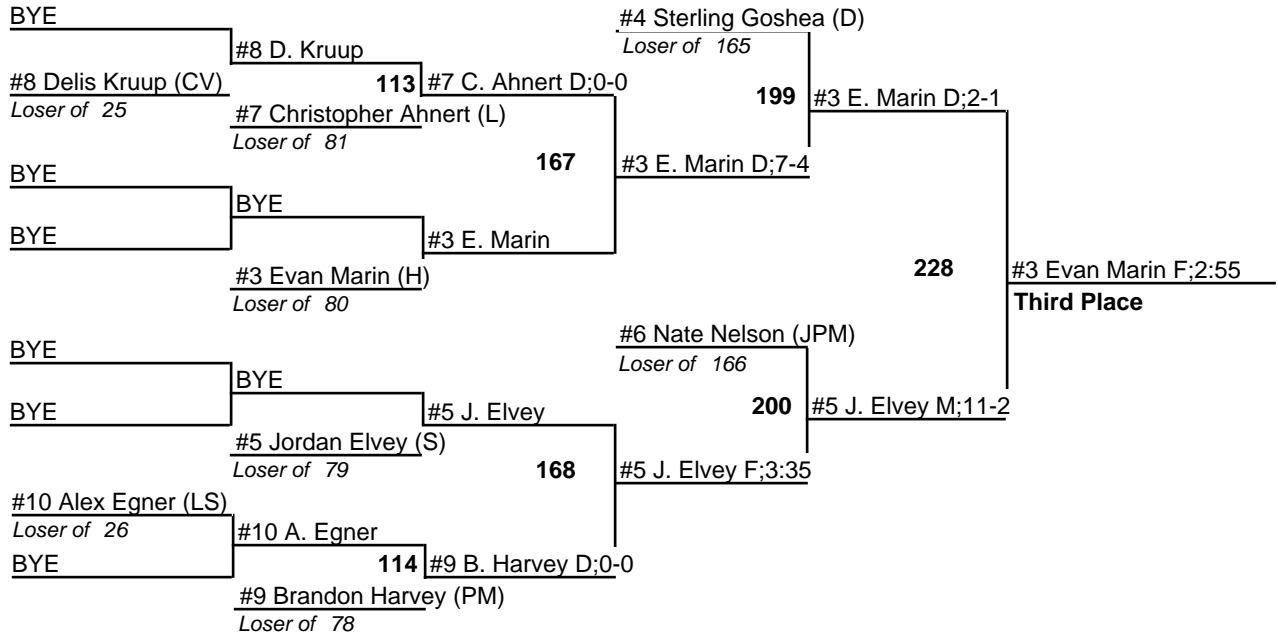 BYE
#4 Sterling Goshea (D)
#8 D. Kruup
Loser of 165
#8 Delis Kruup (CV)
113
#7 C. Ahnert D;0-0
199
#3 E. Marin D;2-1
Loser of 25
#7 Christopher Ahnert (L)
Loser of 81
167
#3 E. Marin D;7-4
BYE
BYE
BYE
#3 E. Marin
#3 Evan Marin (H)
Loser of 80
228
#3 Evan Marin F;2:55
Third Place
#6 Nate Nelson (JPM)
BYE
Loser of 166
BYE
BYE
#5 J. Elvey
200
#5 J. Elvey M;11-2
#5 Jordan Elvey (S)
Loser of 79
168
#5 J. Elvey F;3:35
#10 Alex Egner (LS)
Loser of 26
#10 A. Egner
BYE
114
#9 B. Harvey D;0-0
#9 Brandon Harvey (PM)
Loser of 78